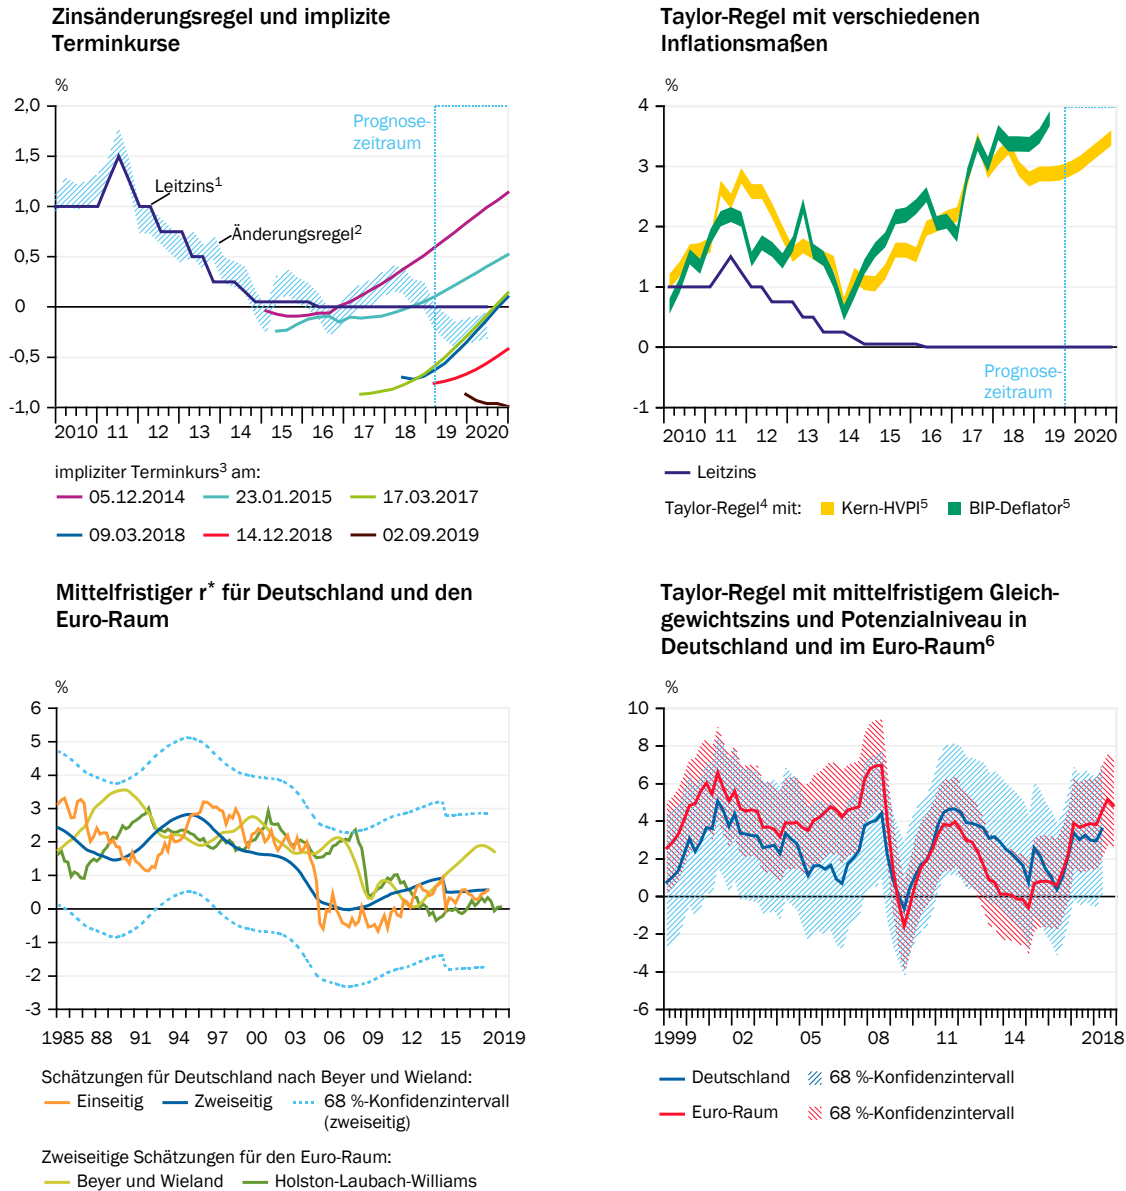 Zinsänderungsregel und implizite
Terminkurse
%
2,0
1,5
1,0
0,5
0
-0,5
-1,0
Prognose-
zeitraum
Leitzins¹
Änderungsregel²
2010 11 12 13 14 15 16 17 18 19 2020
impliziter Terminkurs³ am:
05.12.2014 23.01.2015 17.03.2017
09.03.2018 14.12.2018 02.09.2019
Taylor-Regel mit verschiedenen
Inflationsmaßen
%
4
3
2
1
0
-1
Prognose-
zeitraum
2010 11 12 13 14 15 16 17 18 19 2020
Leitzins
Taylor-Regel⁴ mit: Kern-HVPI⁵ BIP-Deflator⁵
Mittelfristiger r* für Deutschland und den
Euro-Raum
%
6
5
4
3
2
1
0
-1
-2
-3
1985 88 91 94 97 00 03 06 09 12 15 2019
Schätzungen für Deutschland nach Beyer und Wieland:
Einseitig Zweiseitig 68 %-Konfidenzintervall
(zweiseitig)
Zweiseitige Schätzungen für den Euro-Raum:
Beyer und Wieland Holston-Laubach-Williams
Taylor-Regel mit mittelfristigem Gleich-
gewichtszins und Potenzialniveau in
Deutschland und im Euro-Raum⁶
%
10
8
6
4
2
0
-2
-4
-6
1999 02 05 08 11 14 2018
Deutschland 68 %-Konfidenzintervall
Euro-Raum 68 %-Konfidenzintervall